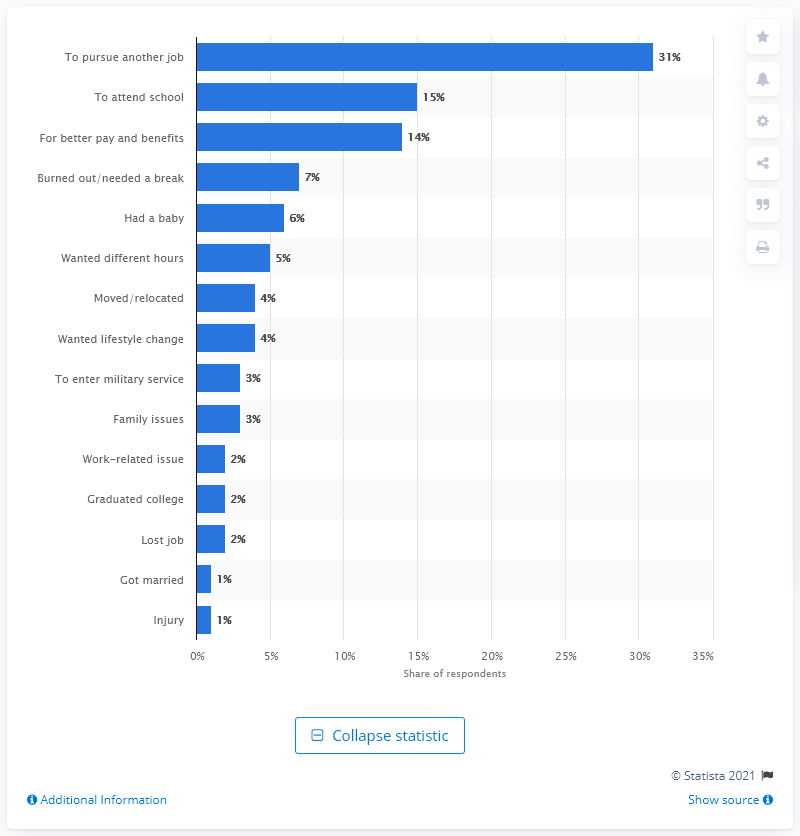 To pursue another job 31%
To attend school 15%
For better pay and benefits 14%
Burned out/needed a break 7%
Had a baby 6%
Wanted different hours 5%
Moved/relocated 4%
Wanted lifestyle change 4%
To enter military service 3%
Family issues 3%
Work-related issue 2%
Graduated college 2%
Lost job 2%
Got married 1%
Injury 1%
0% 5% 10% 15% 20% 25% 30% 35%
Share of respondents
Collapse statistic
© Statista 2021
Additional Information Show source